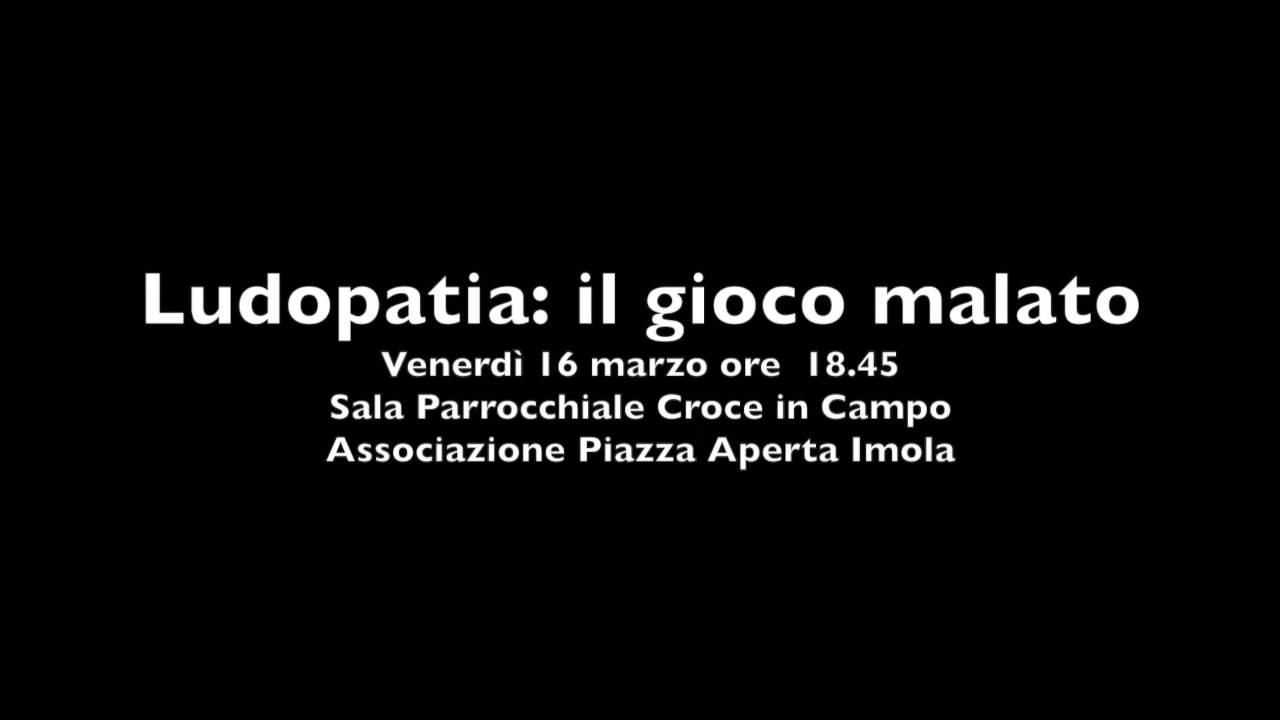 Ludopatia: il gioco malato
Venerdì 16 marzo ore  18.45
Sala Parrocchiale Croce in Campo
Associazione Piazza Aperta Imola